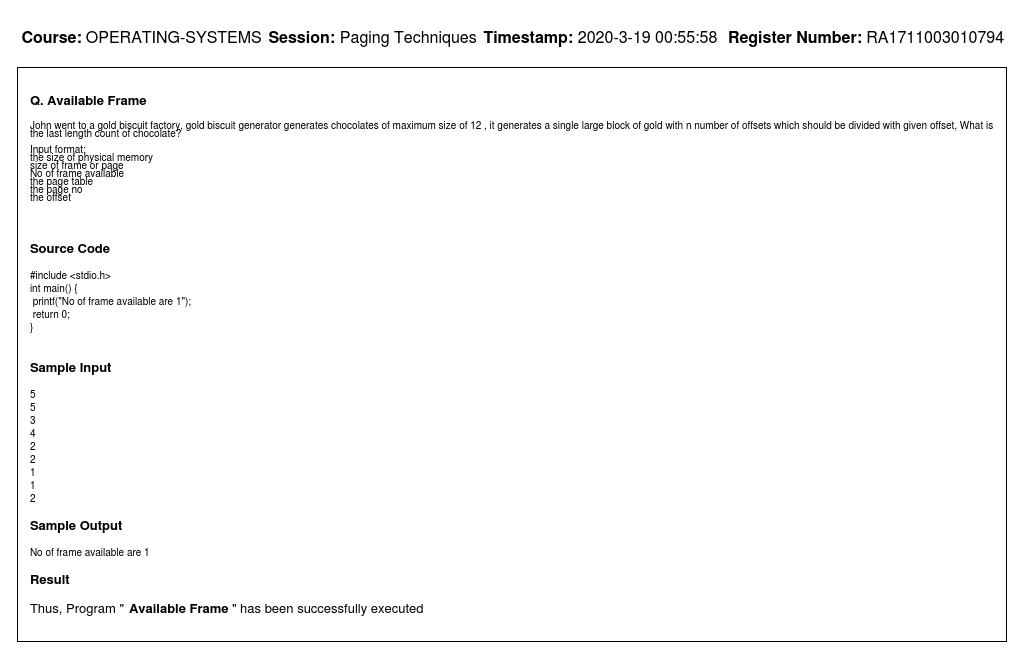 Course: OPERATING-SYSTEMS Session: Paging Techniques Timestamp: 2020-3-19 00:55:58 Register Number: RA1711003010794
Q. Available Frame
John went to a gold biscuit factory, gold biscuit generator generates chocolates of maximum size of 12 , it generates a single large block of gold with n number of offsets which should be divided with given offset, What is
the last length count of chocolate?
Input format;
the size of physical memory
size of frame or page
No of frame available
the page table
the page no
the offset
Source Code
#include <stdio.h>
int main() {
printf("No of frame available are 1");
return 0;
}
Sample Input
5
5
3
4
2
2
1
1
2
Sample Output
No of frame available are 1
Result
Thus, Program " Available Frame " has been successfully executed